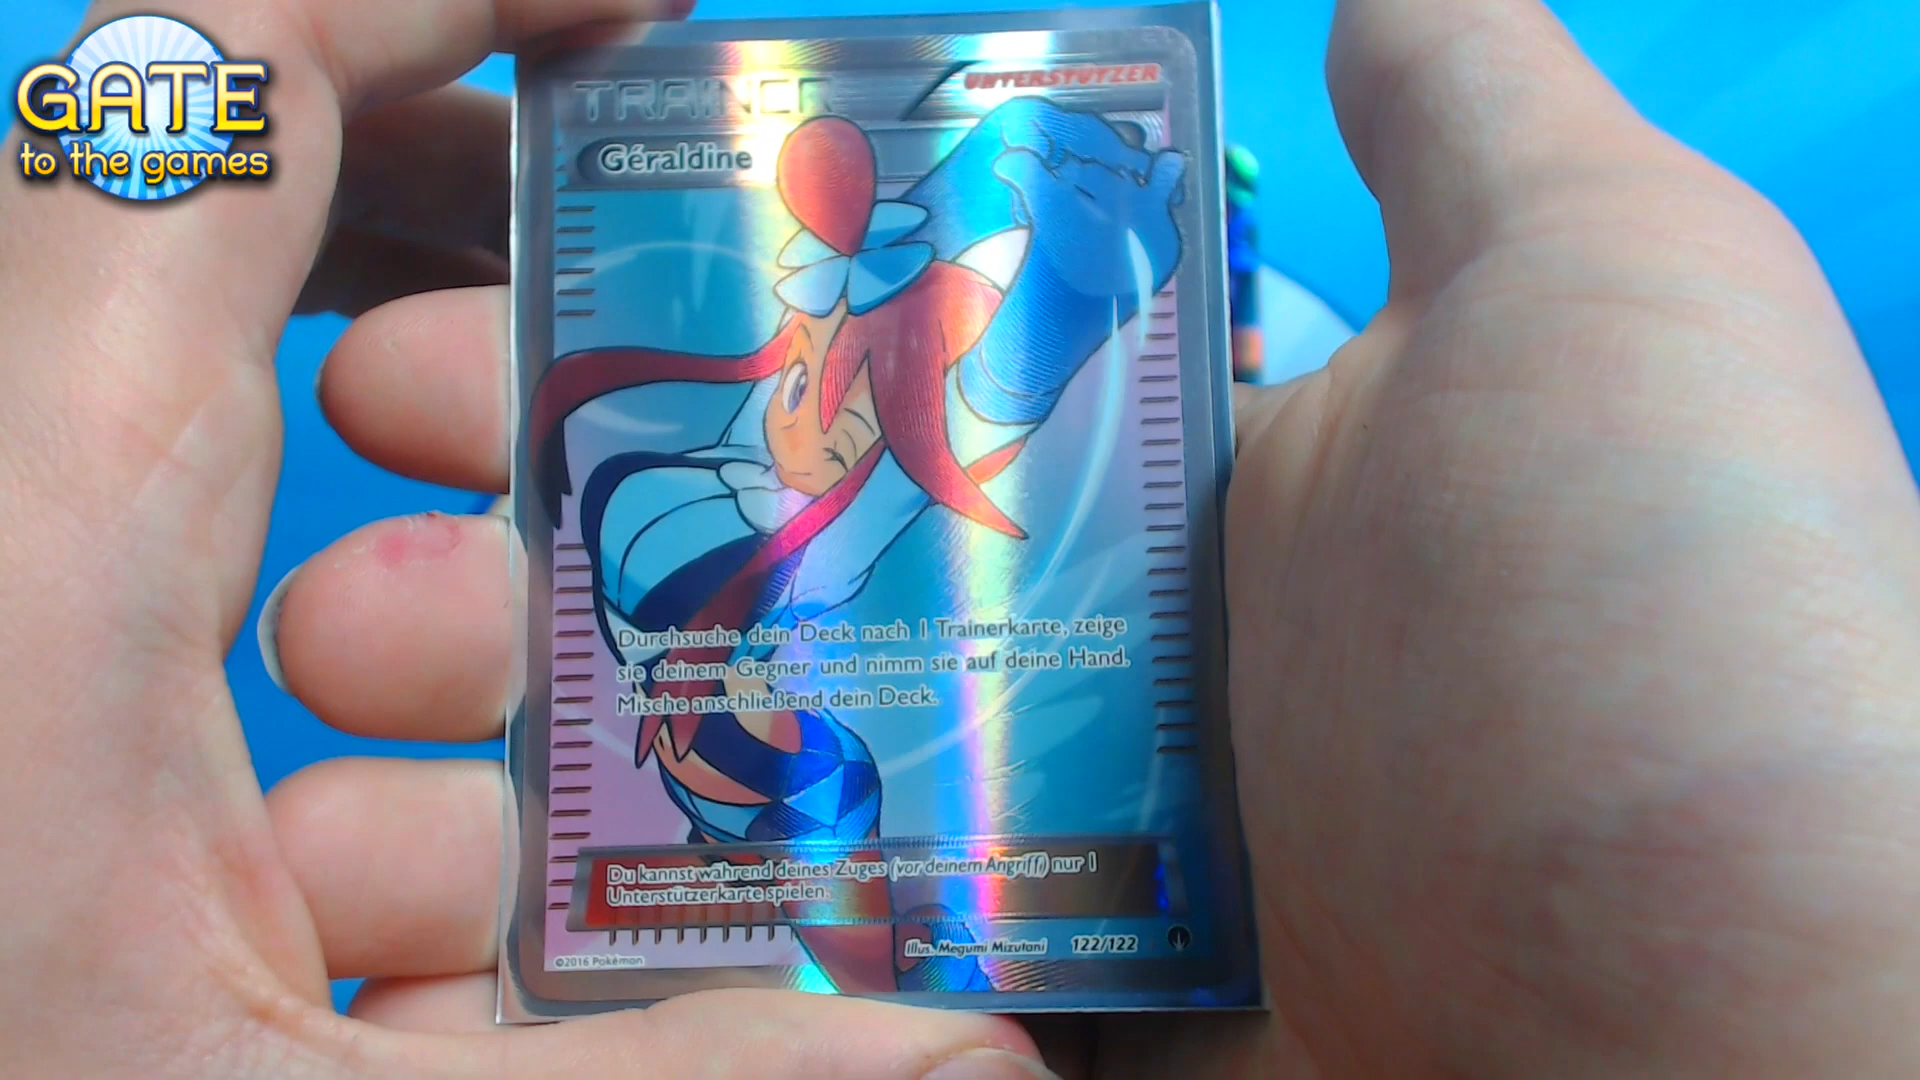 GATE
to the games
TRAINER
UNTERSTÜTZER
Géraldine
Durchsuche dein Deck nach 1 Trainerkarte, zeige
sie deinem Gegner und nimm sie auf deine Hand.
Mische anschließend dein Deck.
Du kannst während deines Zuges (vor deinem Angriff) nur 1
Unterstützerkarte spielen.
Illus. Megumi Mizutani 122/122
©2016 Pokémon